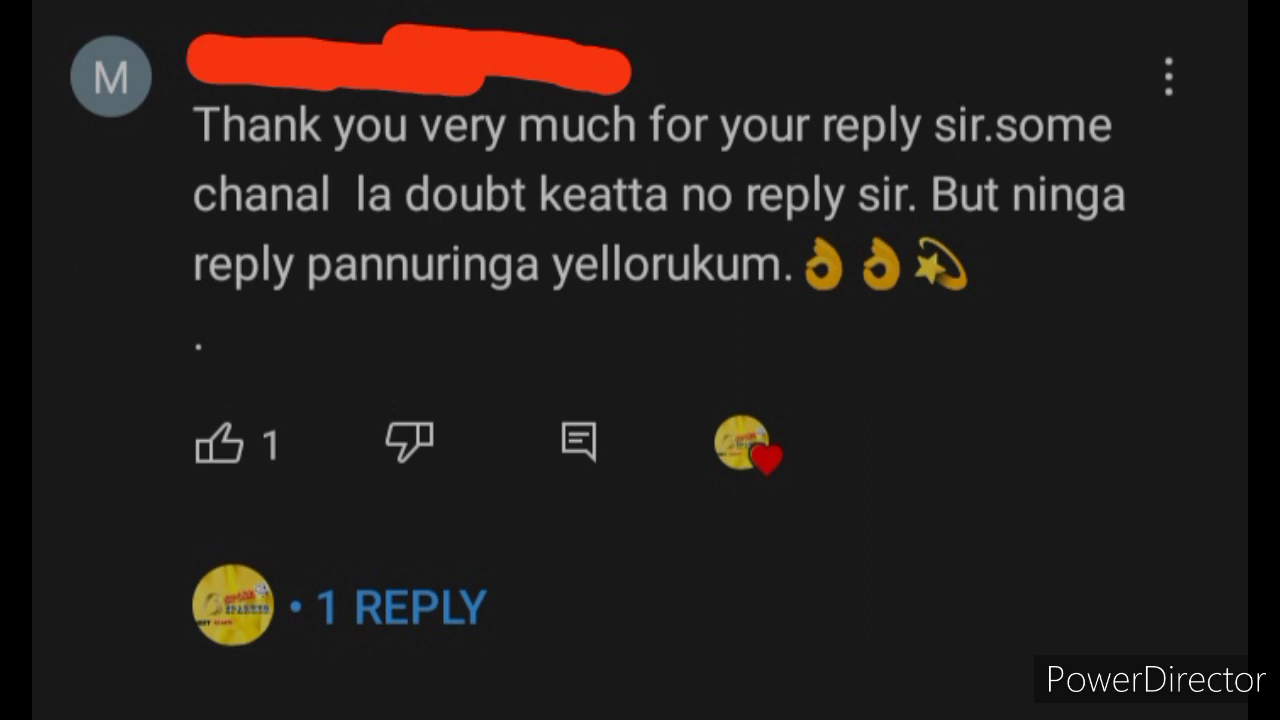 M
Thank you very much for your reply sir.some
chanal la doubt keatta no reply sir. But ninga
reply pannuringa yellorukum.👌👌💫
.
1
• 1 REPLY
PowerDirector